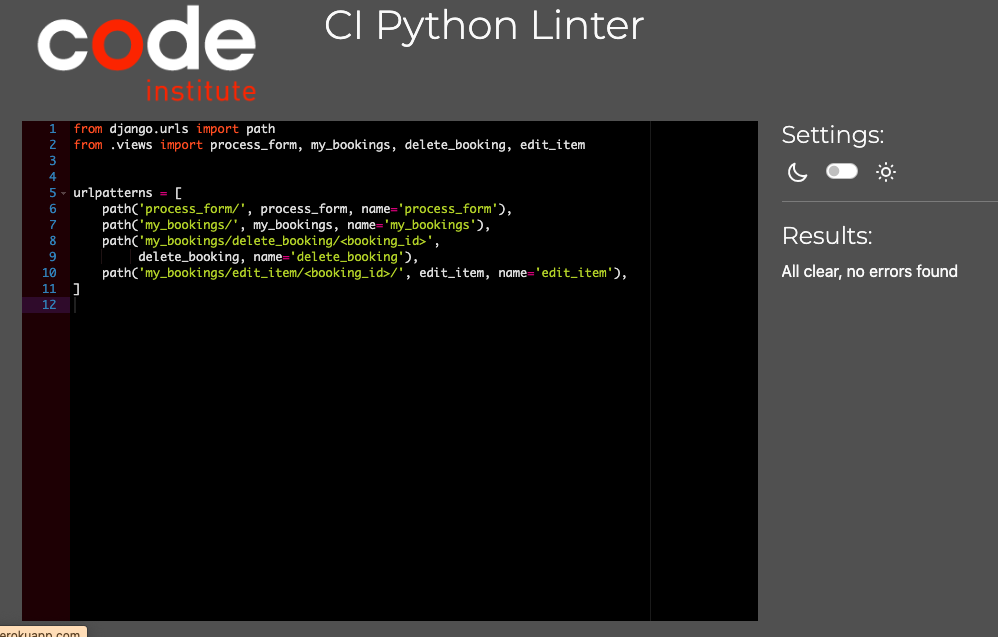 code
institute
CI Python Linter
1 from django.urls import path
2 from .views import process_form, my_bookings, delete_booking, edit_item
3
4
5 urlpatterns = [
6     path('process_form/', process_form, name='process_form'),
7     path('my_bookings/', my_bookings, name='my_bookings'),
8     path('my_bookings/delete_booking/<booking_id>',
9          delete_booking, name='delete_booking'),
10     path('my_bookings/edit_item/<booking_id>/', edit_item, name='edit_item'),
11 ]
12
Settings:
Results:
All clear, no errors found
erokuapp.com